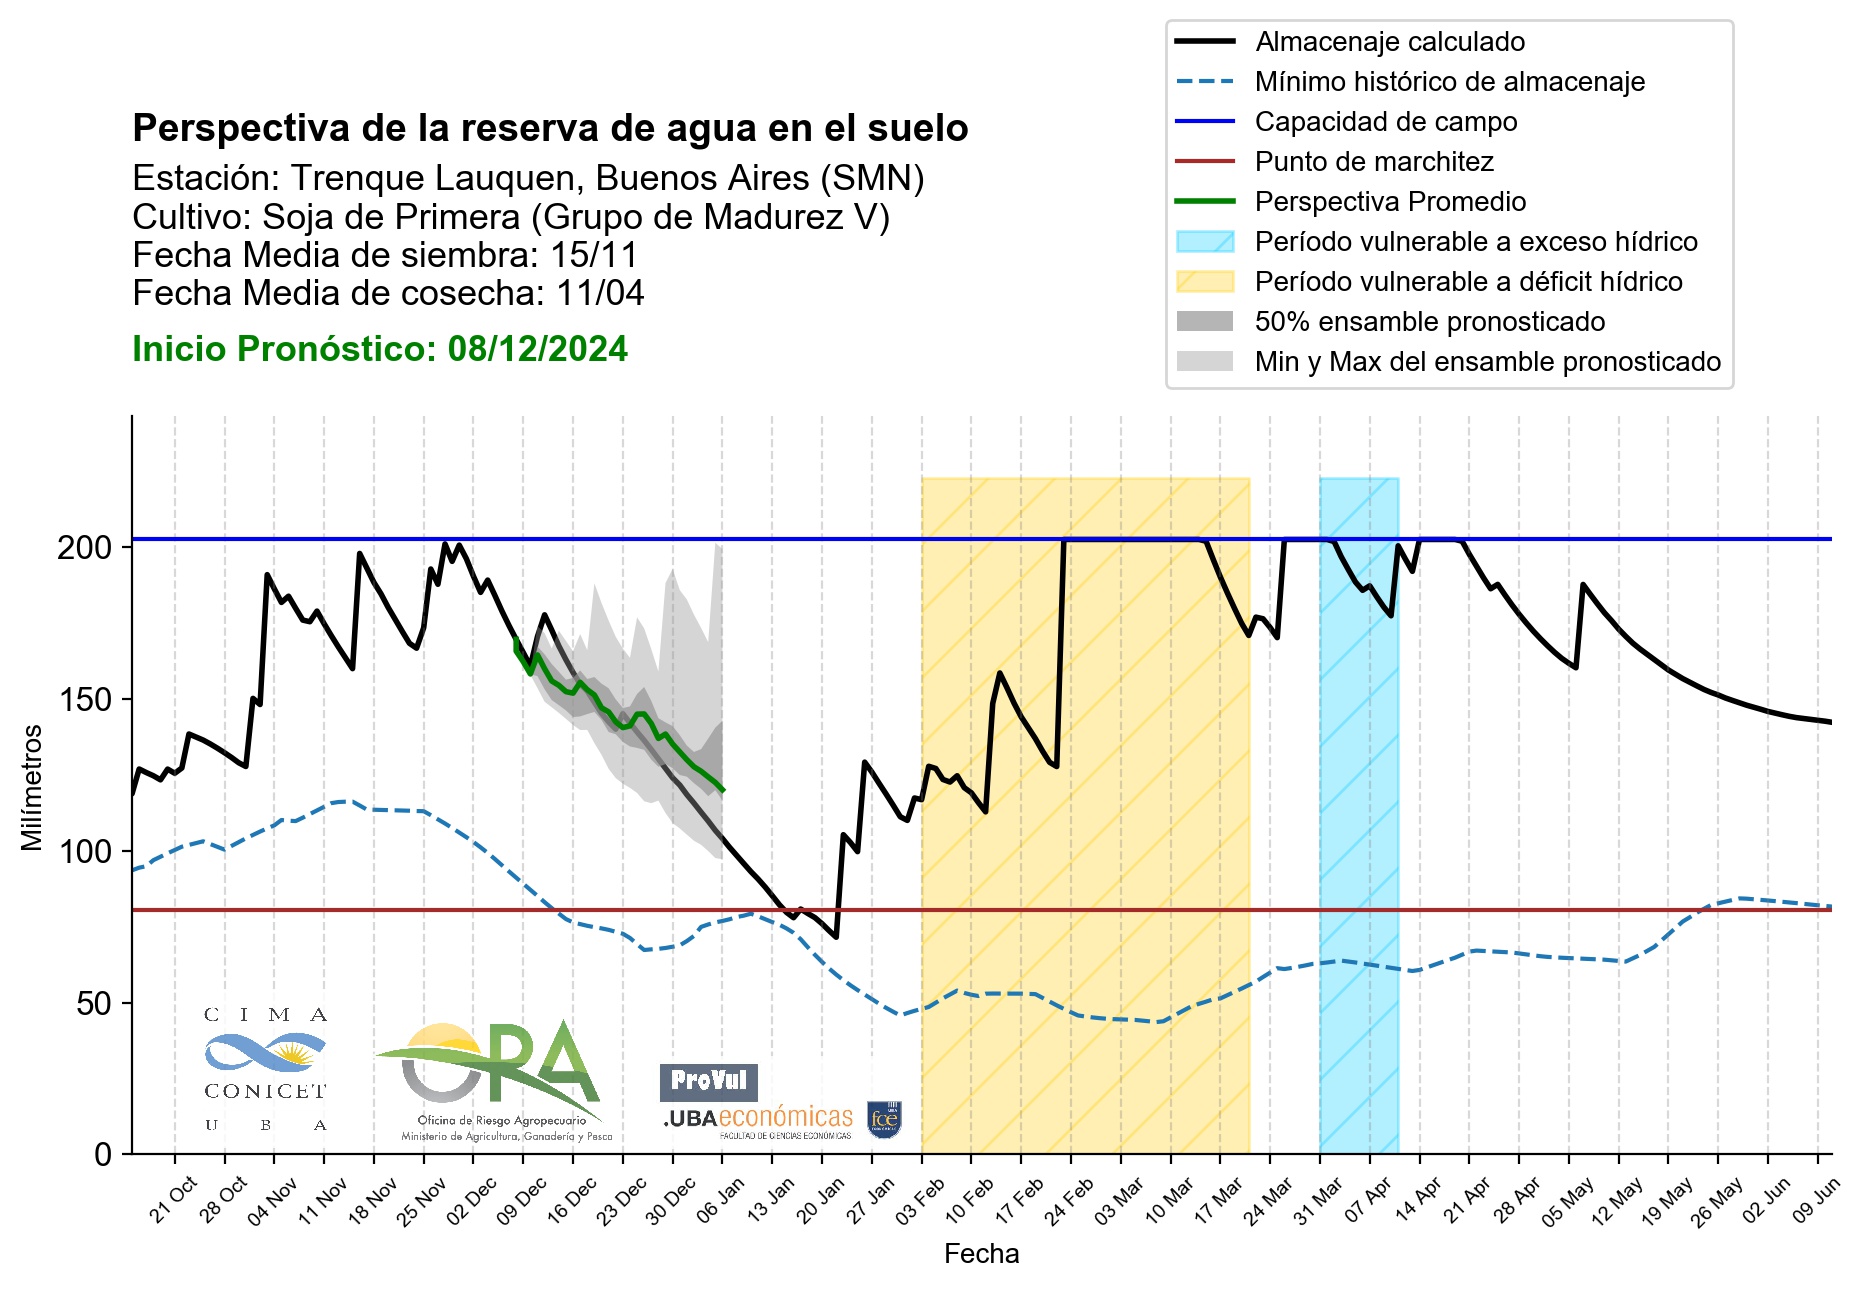 Almacenaje calculado
Mínimo histórico de almacenaje
Capacidad de campo
Punto de marchitez
Perspectiva Promedio
Período vulnerable a exceso hídrico
Período vulnerable a déficit hídrico
50% ensamble pronosticado
Min y Max del ensamble pronosticado
Perspectiva de la reserva de agua en el suelo
Estación: Trenque Lauquen, Buenos Aires (SMN)
Cultivo: Soja de Primera (Grupo de Madurez V)
Fecha Media de siembra: 15/11
Fecha Media de cosecha: 11/04
Inicio Pronóstico: 08/12/2024
200
150
100
50
0
Milímetros
CIMA
CONICET
UBA
ORA
Oficina de Riesgo Agropecuario
Ministerio de Agricultura, Ganadería y Pesca
ProVul
.UBAeconómicas
FACULTAD DE CIENCIAS ECONÓMICAS
UBA
fce
ECONÓMICAS
21 Oct
28 Oct
04 Nov
11 Nov
18 Nov
25 Nov
02 Dec
09 Dec
16 Dec
23 Dec
30 Dec
06 Jan
13 Jan
20 Jan
27 Jan
03 Feb
10 Feb
17 Feb
24 Feb
03 Mar
10 Mar
17 Mar
24 Mar
31 Mar
07 Apr
14 Apr
21 Apr
28 Apr
05 May
12 May
19 May
26 May
02 Jun
09 Jun
Fecha